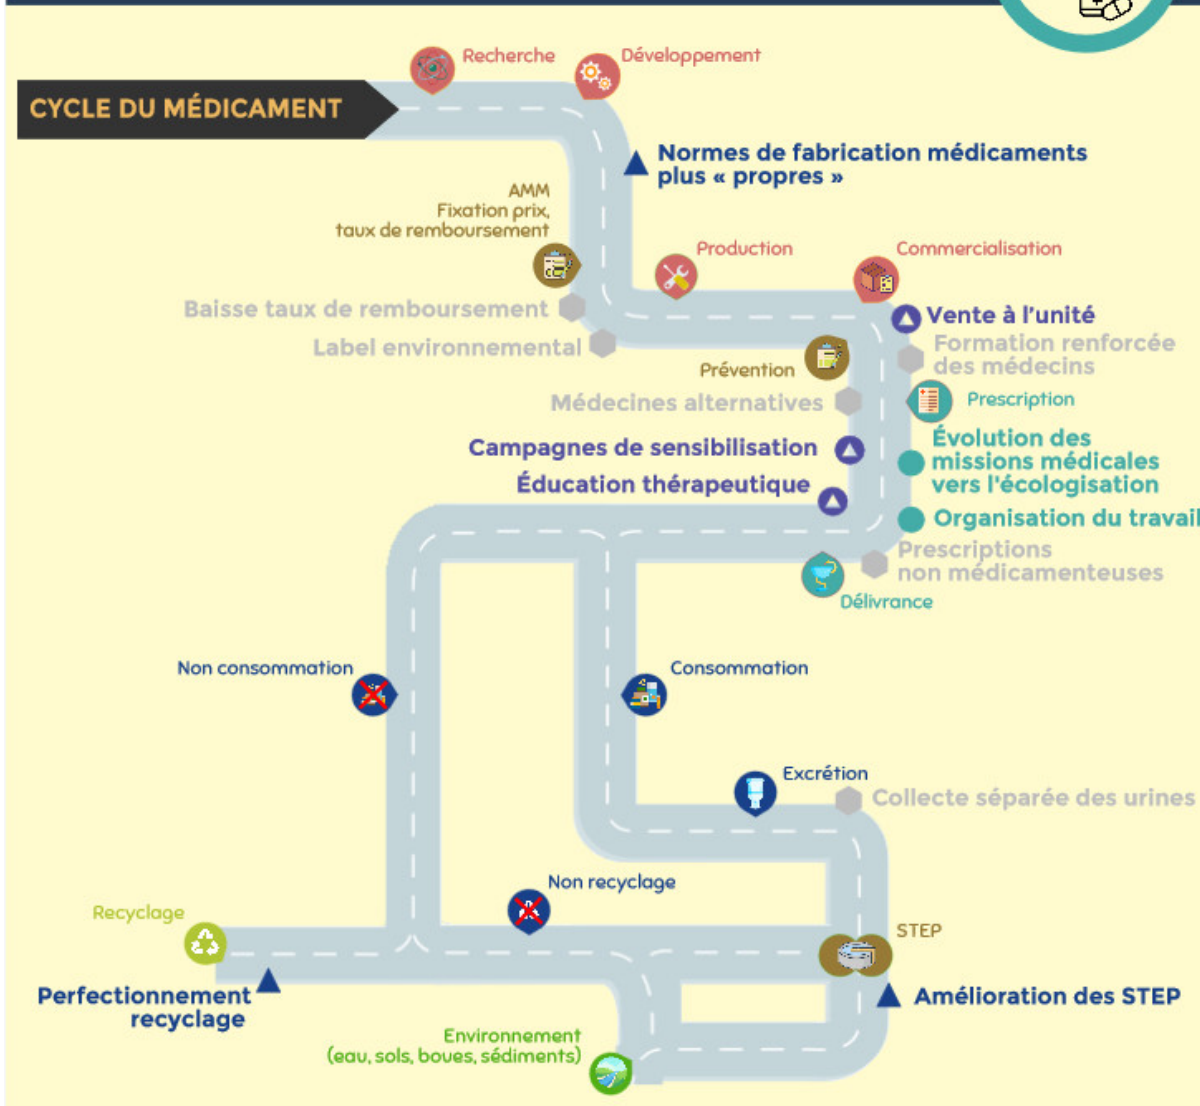 Recherche
Développement
CYCLE DU MÉDICAMENT
Normes de fabrication médicaments
plus « propres »
AMM
Fixation prix,
taux de remboursement
Production
Commercialisation
Baisse taux de remboursement
Label environnemental
Vente à l'unité
Formation renforcée
des médecins
Prévention
Médecines alternatives
Prescription
Campagnes de sensibilisation
Éducation thérapeutique
Évolution des
missions médicales
vers l'écologisation
Organisation du travail
Prescriptions
non médicamenteuses
Délivrance
Non consommation
Consommation
Excrétion
Collecte séparée des urines
Non recyclage
Recyclage
STEP
Perfectionnement
recyclage
Amélioration des STEP
Environnement
(eau, sols, boues, sédiments)